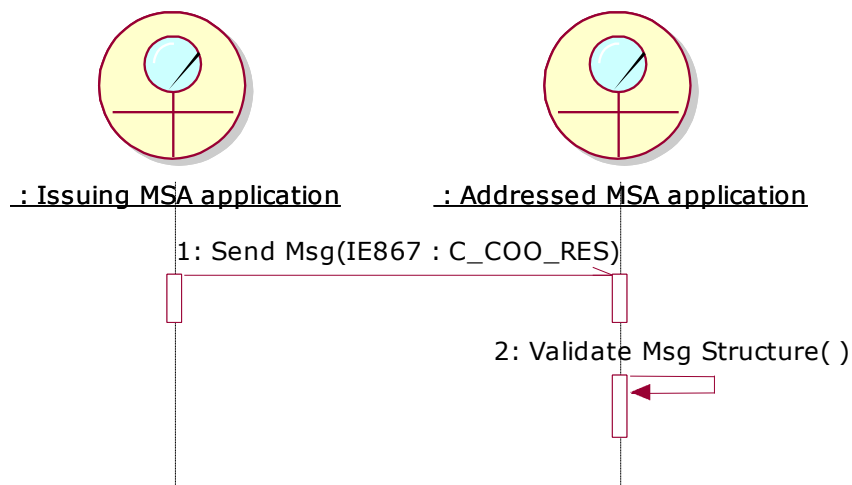 : Issuing MSA application
: Addressed MSA application
1: Send Msg(IE867 : C_COO_RES)
2: Validate Msg Structure( )